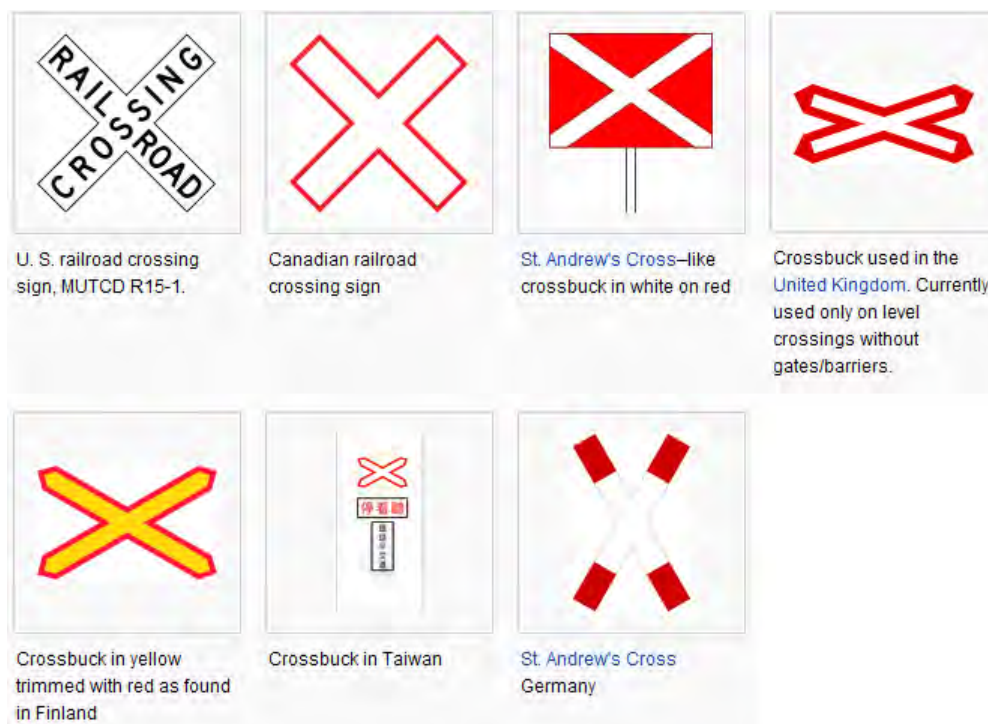 RAILROAD
CROSSING
U. S. railroad crossing
sign, MUTCD R15-1.
Canadian railroad
crossing sign
St. Andrew's Cross–like
crossbuck in white on red
Crossbuck used in the
United Kingdom. Currently
used only on level
crossings without
gates/barriers.
停看聽
Crossbuck in yellow
trimmed with red as found
in Finland
Crossbuck in Taiwan
St. Andrew's Cross
Germany